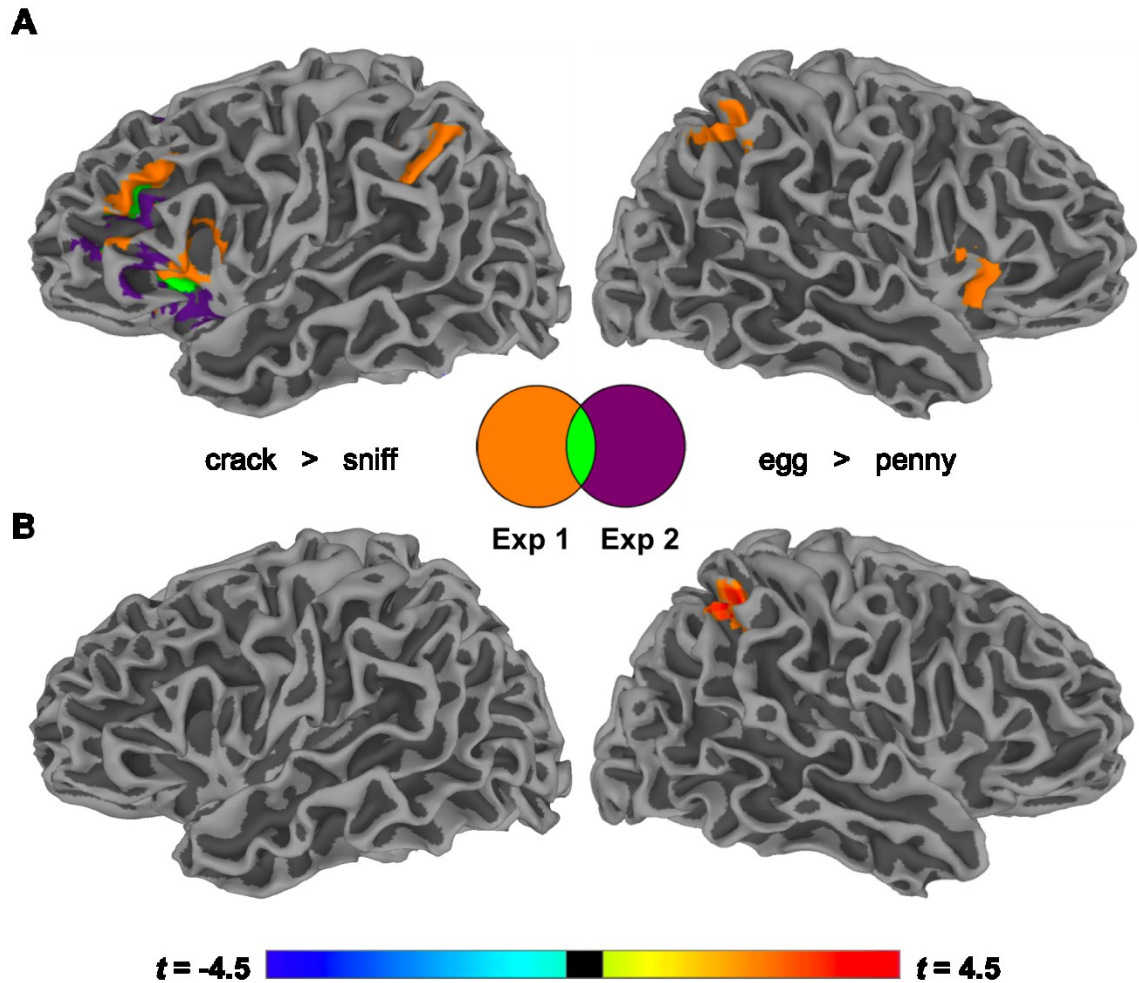 A
crack > sniff
egg > penny
Exp 1 Exp 2
B
t = -4.5
t = 4.5